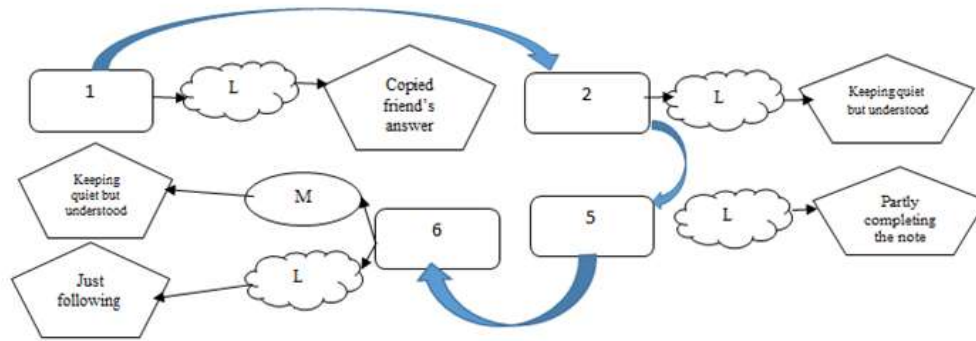 1
L
Copied
friend's
answer
2
L
Keeping quiet
but understood
Keeping
quiet but
understood
M
6
5
L
Partly
completing
the note
Just
following
L